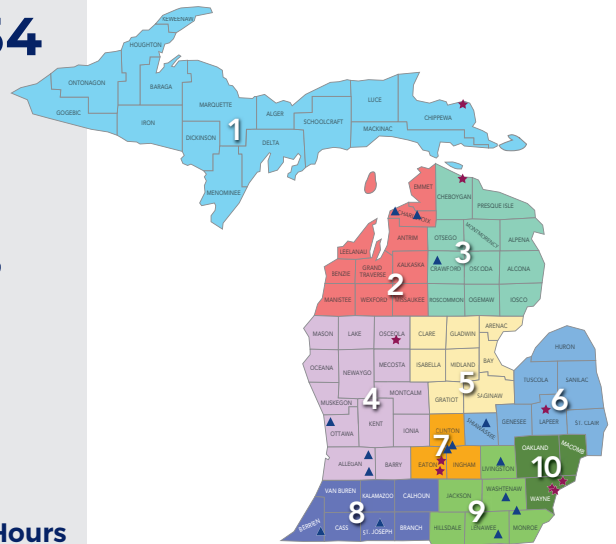 54
KEWEENAW
HOUGHTON
ONTONAGON
BARAGA
GOGEBIC
IRON
MARQUETTE
DICKINSON
MENOMINEE
1
ALGER
DELTA
SCHOOLCRAFT
LUCE
MACKINAC
CHIPPEWA
EMMET
CHEBOYGAN
PRESQUE ISLE
CHARLEVOIX
ANTRIM
OTSEGO
MONTMORENCY
ALPENA
3
LEELANAU
BENZIE
GRAND
TRAVERSE
KALKASKA
CRAWFORD
OSCODA
ALCONA
2
MANISTEE
WEXFORD
MISSAUKEE
ROSCOMMON
OGEMAW
IOSCO
MASON
LAKE
OSCEOLA
CLARE
GLADWIN
ARENAC
HURON
OCEANA
NEWAYGO
MECOSTA
ISABELLA
MIDLAND
BAY
TUSCOLA
SANILAC
5
MUSKEGON
MONTCALM
GRATIOT
SAGINAW
4
6
KENT
OTTAWA
IONIA
CLINTON
SHIAWASSEE
GENESEE
LAPEER
ST. CLAIR
7
ALLEGAN
BARRY
EATON
INGHAM
LIVINGSTON
OAKLAND
MACOMB
10
VAN BUREN
KALAMAZOO
CALHOUN
JACKSON
WASHTENAW
WAYNE
8
9
BERRIEN
CASS
ST. JOSEPH
BRANCH
HILLSDALE
LENAWEE
MONROE
Hours